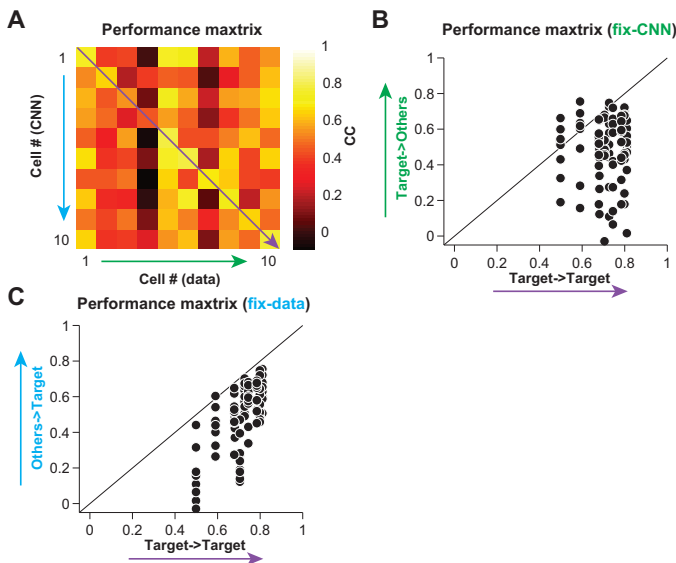 A
Performance maxtrix
1
10
Cell # (CNN)
1
10
Cell # (data)
1
0.8
0.6
0.4
0.2
0
CC
B
Performance maxtrix (fix-CNN)
1
0.8
0.6
0.4
0.2
0
Target->Others
0
0.2
0.4
0.6
0.8
1
Target->Target
C
Performance maxtrix (fix-data)
1
0.8
0.6
0.4
0.2
0
Others->Target
0
0.2
0.4
0.6
0.8
1
Target->Target